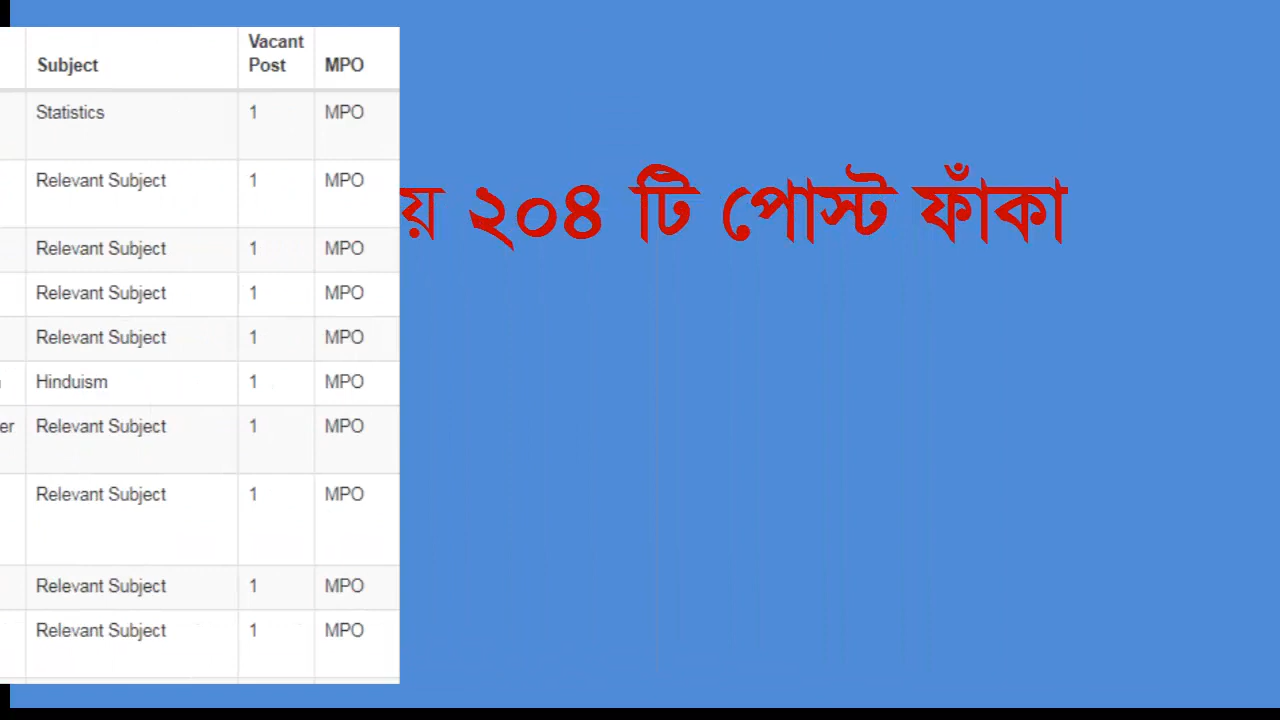 Subject Vacant Post MPO
Statistics 1 MPO
Relevant Subject 1 MPO
Relevant Subject 1 MPO
Relevant Subject 1 MPO
Relevant Subject 1 MPO
Hinduism 1 MPO
er Relevant Subject 1 MPO
Relevant Subject 1 MPO
Relevant Subject 1 MPO
Relevant Subject 1 MPO
য় ২০৪ টি পোস্ট ফাঁকা